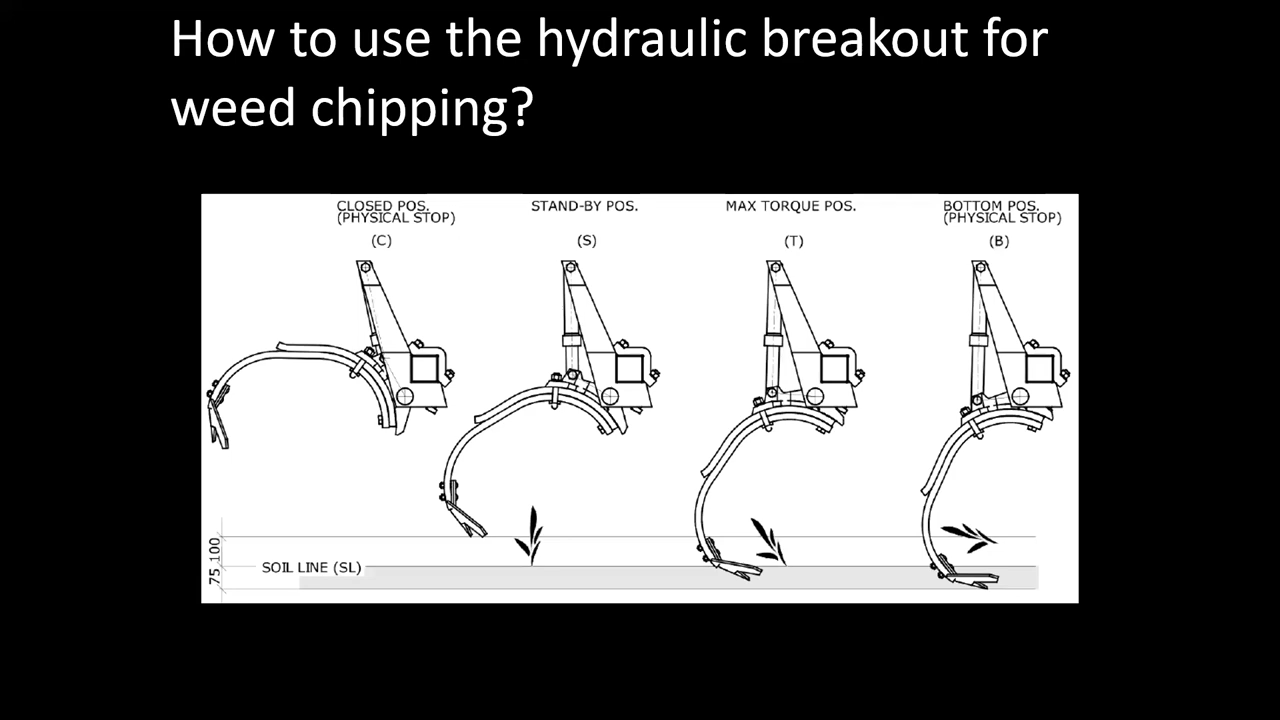 How to use the hydraulic breakout for
weed chipping?
CLOSED POS.
(PHYSICAL STOP)
(C)
STAND-BY POS.
(S)
MAX TORQUE POS.
(T)
BOTTOM POS.
(PHYSICAL STOP)
(B)
100
75
SOIL LINE (SL)